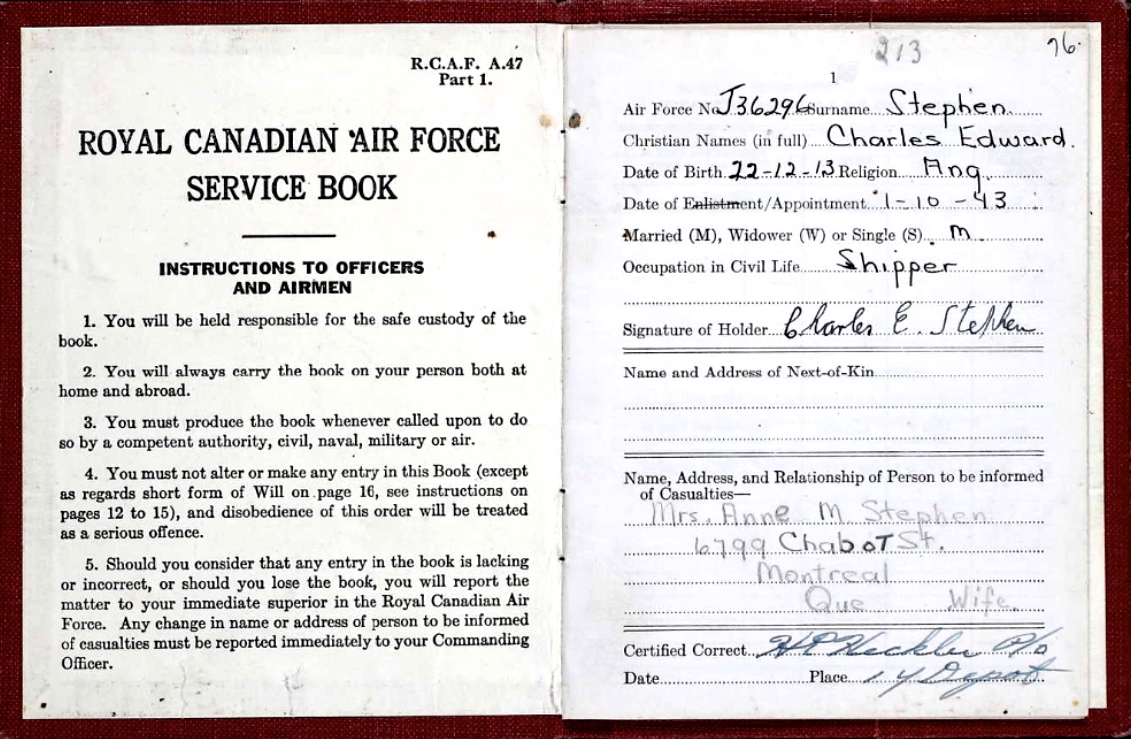 R.C.A.F. A.47
Part 1.
ROYAL CANADIAN AIR FORCE
SERVICE BOOK
INSTRUCTIONS TO OFFICERS
AND AIRMEN
1. You will be held responsible for the safe custody of the
book.
2. You will always carry the book on your person both at
home and abroad.
3. You must produce the book whenever called upon to do
so by a competent authority, civil, naval, military or air.
4. You must not alter or make any entry in this Book (except
as regards short form of Will on page 16, see instructions on
pages 12 to 15), and disobedience of this order will be treated
as a serious offence.
5. Should you consider that any entry in the book is lacking
or incorrect, or should you lose the book, you will report the
matter to your immediate superior in the Royal Canadian Air
Force. Any change in name or address of person to be informed
of casualties must be reported immediately to your Commanding
Officer.
213
76.
1
Air Force No J36296 Surname Stephen.
Christian Names (in full) Charles Edward.
Date of Birth 22-12-13 Religion Ang.
Date of Enlistment/Appointment 1-10-43
Married (M), Widower (W) or Single (S). M.
Occupation in Civil Life Shipper
Signature of Holder Charles E. Stephen
Name and Address of Next-of-Kin
Name, Address, and Relationship of Person to be informed
of Casualties—
Mrs. Anne M. Stephen
6799 Chabot St.
Montreal
Que Wife.
Certified Correct P/O
Date Place Depot